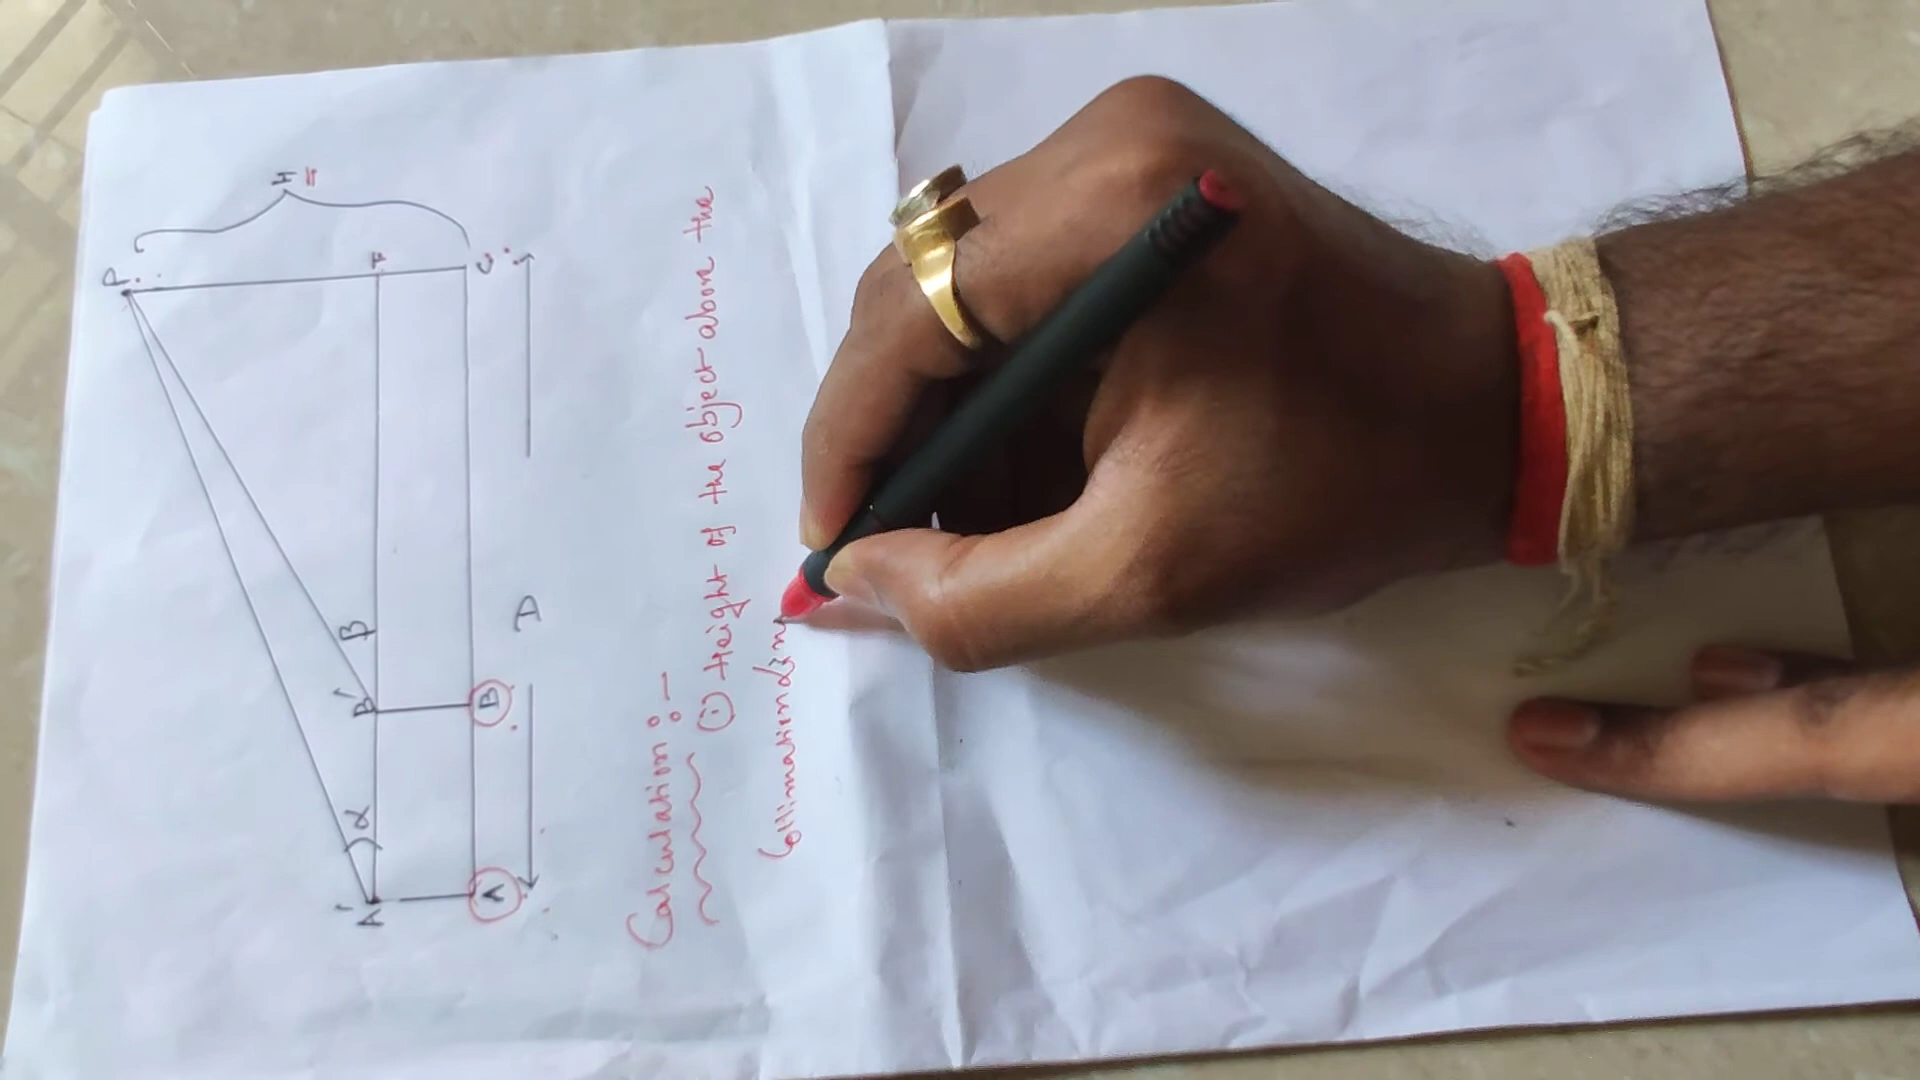 P
H
F
C
A'
α
B'
β
A
B
D
Calculation :-
(i) Height of the object above the
Collimation